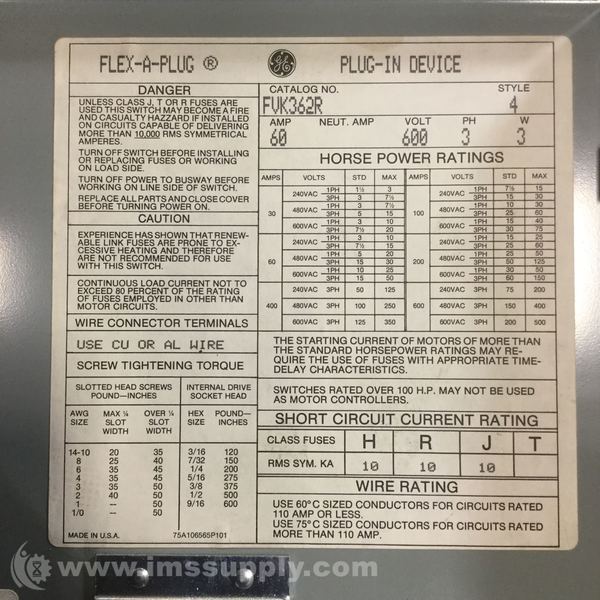 FLEX-A-PLUG ® GE PLUG-IN DEVICE
DANGER
UNLESS CLASS J, T OR R FUSES ARE
USED THIS SWITCH MAY BECOME A FIRE
AND CASUALTY HAZZARD IF INSTALLED
ON CIRCUITS CAPABLE OF DELIVERING
MORE THAN 10,000 RMS SYMMETRICAL
AMPERES.
TURN OFF SWITCH BEFORE INSTALLING
OR REPLACING FUSES OR WORKING
ON LOAD SIDE.
TURN OFF POWER TO BUSWAY BEFORE
WORKING ON LINE SIDE OF SWITCH.
REPLACE ALL PARTS AND CLOSE COVER
BEFORE TURNING POWER ON.
CAUTION
EXPERIENCE HAS SHOWN THAT RENEW-
ABLE LINK FUSES ARE PRONE TO EX-
CESSIVE HEATING AND THEREFORE
ARE NOT RECOMMENDED FOR USE
WITH THIS SWITCH.
CONTINUOUS LOAD CURRENT NOT TO
EXCEED 80 PERCENT OF THE RATING
OF FUSES EMPLOYED IN OTHER THAN
MOTOR CIRCUITS.
WIRE CONNECTOR TERMINALS
USE CU OR AL WIRE
SCREW TIGHTENING TORQUE
SLOTTED HEAD SCREWS INTERNAL DRIVE
POUND—INCHES SOCKET HEAD
AWG MAX ¼ OVER ¼ HEX POUND—
SIZE SLOT SLOT SIZE INCHES
WIDTH WIDTH
14-10 20 35 3/16 120
8 25 40 7/32 150
6 35 45 1/4 200
4 35 45 5/16 275
3 35 50 3/8 375
2 40 50 1/2 500
1 — 50 9/16 600
1/0 — 50
MADE IN U.S.A. 75A106565P101
CATALOG NO. STYLE
FVK362R 4
AMP NEUT. AMP VOLT PH W
60 600 3 3
HORSE POWER RATINGS
AMPS VOLTS STD MAX AMPS VOLTS STD MAX
30 240VAC 1PH 1½ 3 100 240VAC 1PH 7½ 15
3PH 3 7½ 3PH 15 30
480VAC 1PH 3 7½ 480VAC 1PH 10 30
3PH 5 15 3PH 25 60
600VAC 1PH 3 10 600VAC 1PH 15 40
3PH 7½ 20 3PH 30 75
60 240VAC 1PH 3 10 200 240VAC 1PH 15 25
3PH 7½ 15 3PH 25 60
480VAC 1PH 5 20 480VAC 1PH 25 50
3PH 15 30 3PH 50 125
600VAC 1PH 10 25 600VAC 1PH 30 50
3PH 15 50 3PH 60 150
400 240VAC 3PH 50 125 600 240VAC 3PH 75 200
480VAC 3PH 100 250 480VAC 3PH 150 400
600VAC 3PH 125 350 600VAC 3PH 200 500
THE STARTING CURRENT OF MOTORS OF MORE THAN
THE STANDARD HORSEPOWER RATINGS MAY RE-
QUIRE THE USE OF FUSES WITH APPROPRIATE TIME-
DELAY CHARACTERISTICS.
SWITCHES RATED OVER 100 H.P. MAY NOT BE USED
AS MOTOR CONTROLLERS.
SHORT CIRCUIT CURRENT RATING
CLASS FUSES H R J T
RMS SYM. KA 10 10 10
WIRE RATING
USE 60°C SIZED CONDUCTORS FOR CIRCUITS RATED
110 AMP OR LESS.
USE 75°C SIZED CONDUCTORS FOR CIRCUITS RATED
MORE THAN 110 AMP.
www.imssupply.com